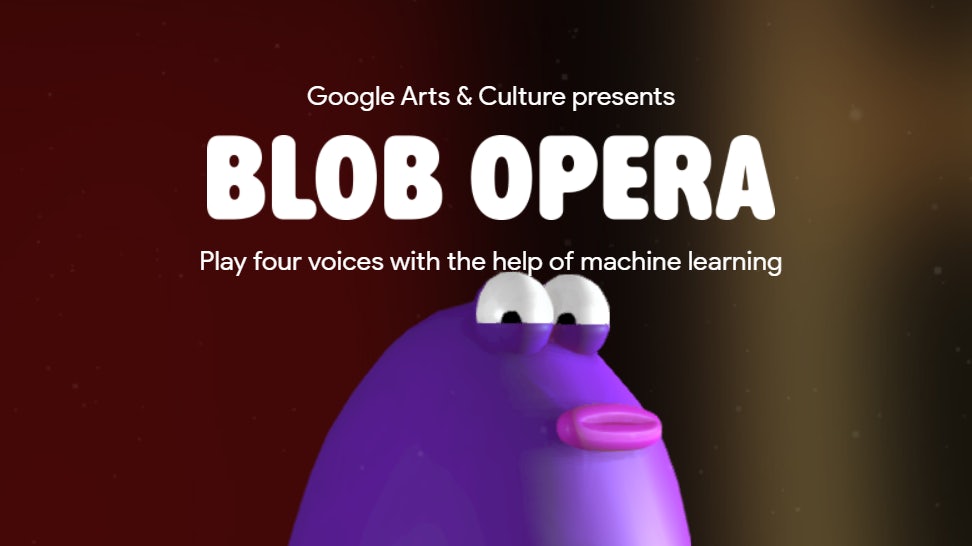 Google Arts & Culture presents
BLOB OPERA
Play four voices with the help of machine learning